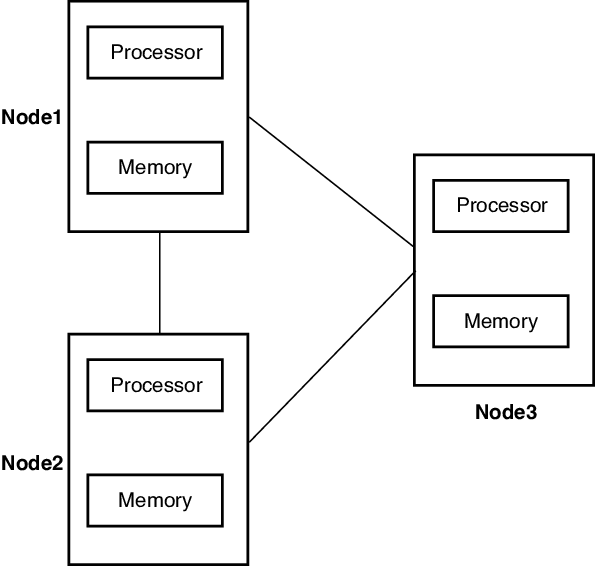 Processor
Node1
Memory
Processor
Memory
Node3
Processor
Node2
Memory